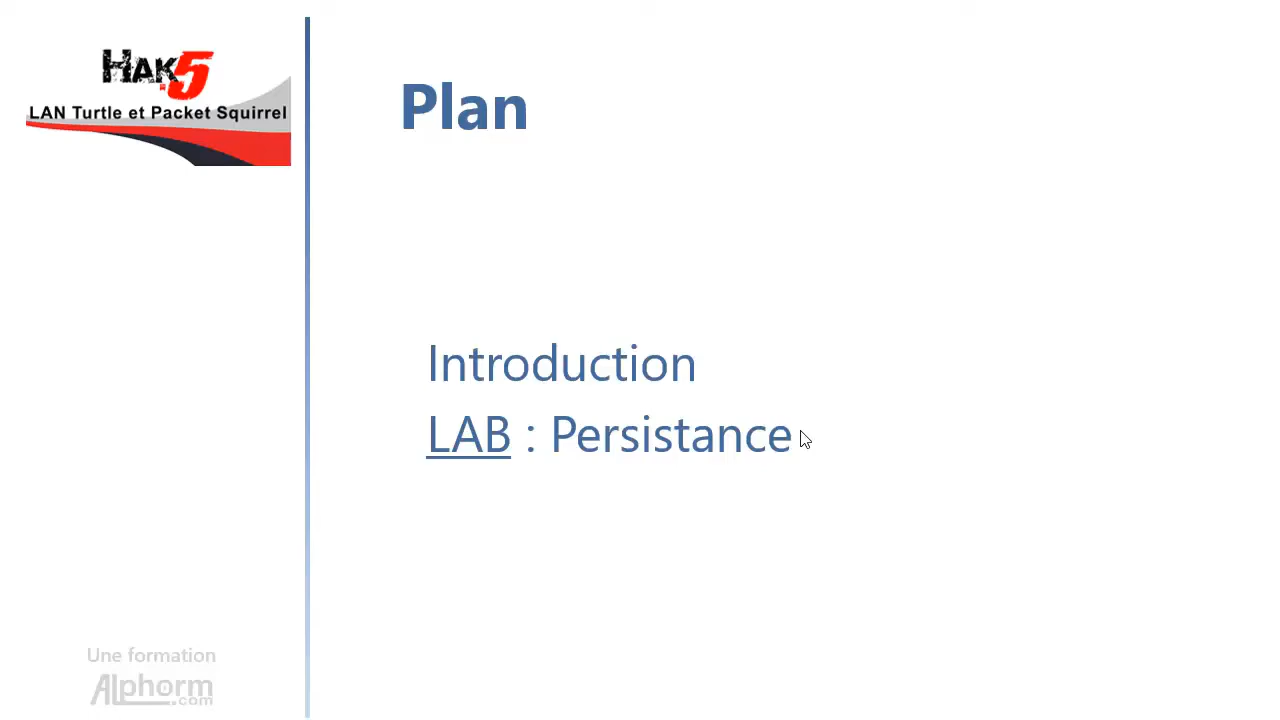 HAK5
LAN Turtle et Packet Squirrel
Plan
Introduction
LAB : Persistance
Une formation
Alphorm
.com